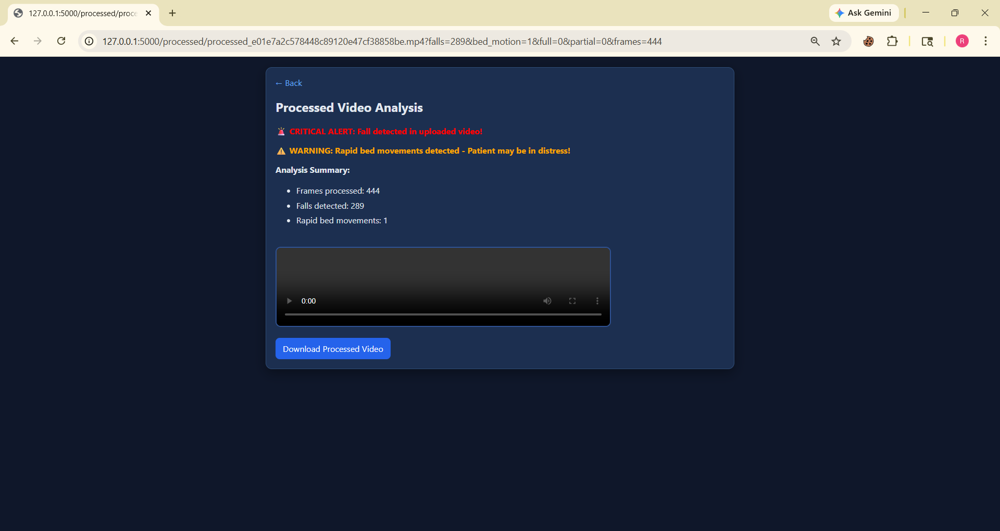 127.0.0.1:5000/processed/proce
Ask Gemini
127.0.0.1:5000/processed/processed_e01e7a2c578448c89120e47cf38858be.mp4?falls=289&bed_motion=1&full=0&partial=0&frames=444
R
← Back
Processed Video Analysis
🚨 CRITICAL ALERT: Fall detected in uploaded video!
⚠ WARNING: Rapid bed movements detected - Patient may be in distress!
Analysis Summary:
• Frames processed: 444
• Falls detected: 289
• Rapid bed movements: 1
0:00
Download Processed Video